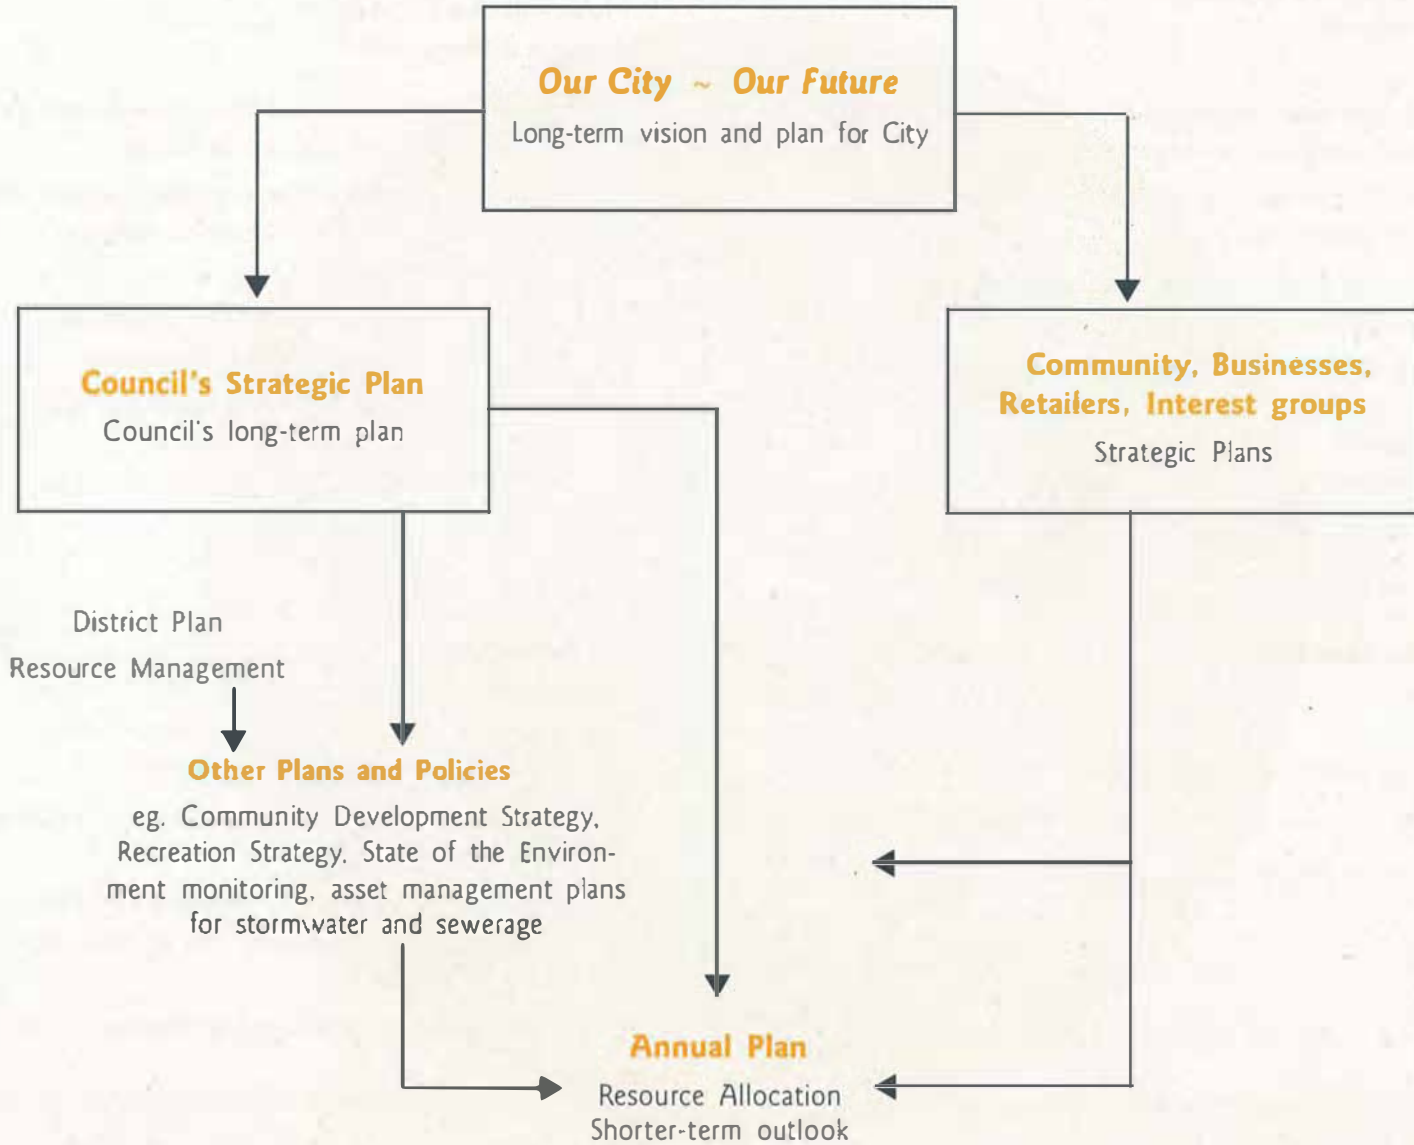 Our City ~ Our Future
Long-term vision and plan for City
Council's Strategic Plan
Council's long-term plan
Community, Businesses,
Retailers, Interest groups
Strategic Plans
District Plan
Resource Management
Other Plans and Policies
eg. Community Development Strategy,
Recreation Strategy, State of the Environ-
ment monitoring, asset management plans
for stormwater and sewerage
Annual Plan
Resource Allocation
Shorter-term outlook